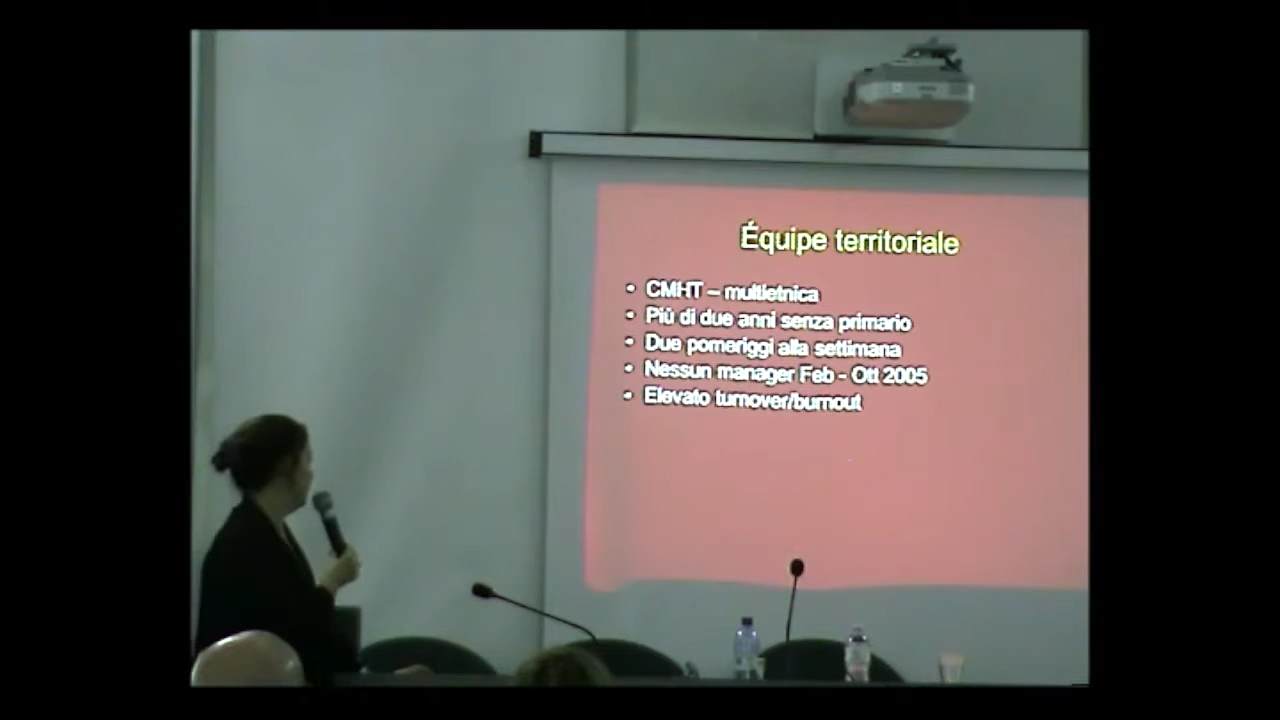 Équipe territoriale
• CMHT – multietnica
• Più di due anni senza primario
• Due pomeriggi alla settimana
• Nessun manager Feb - Ott 2005
• Elevato turnover/burnout